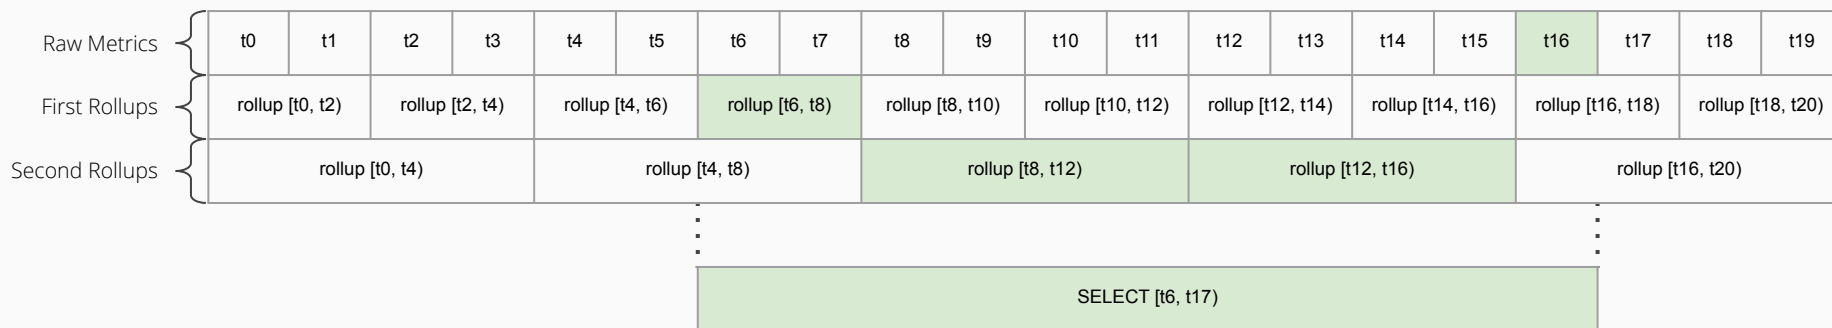 Raw Metrics t0 t1 t2 t3 t4 t5 t6 t7 t8 t9 t10 t11 t12 t13 t14 t15 t16 t17 t18 t19
First Rollups rollup [t0, t2) rollup [t2, t4) rollup [t4, t6) rollup [t6, t8) rollup [t8, t10) rollup [t10, t12) rollup [t12, t14) rollup [t14, t16) rollup [t16, t18) rollup [t18, t20)
Second Rollups rollup [t0, t4) rollup [t4, t8) rollup [t8, t12) rollup [t12, t16) rollup [t16, t20)
SELECT [t6, t17)